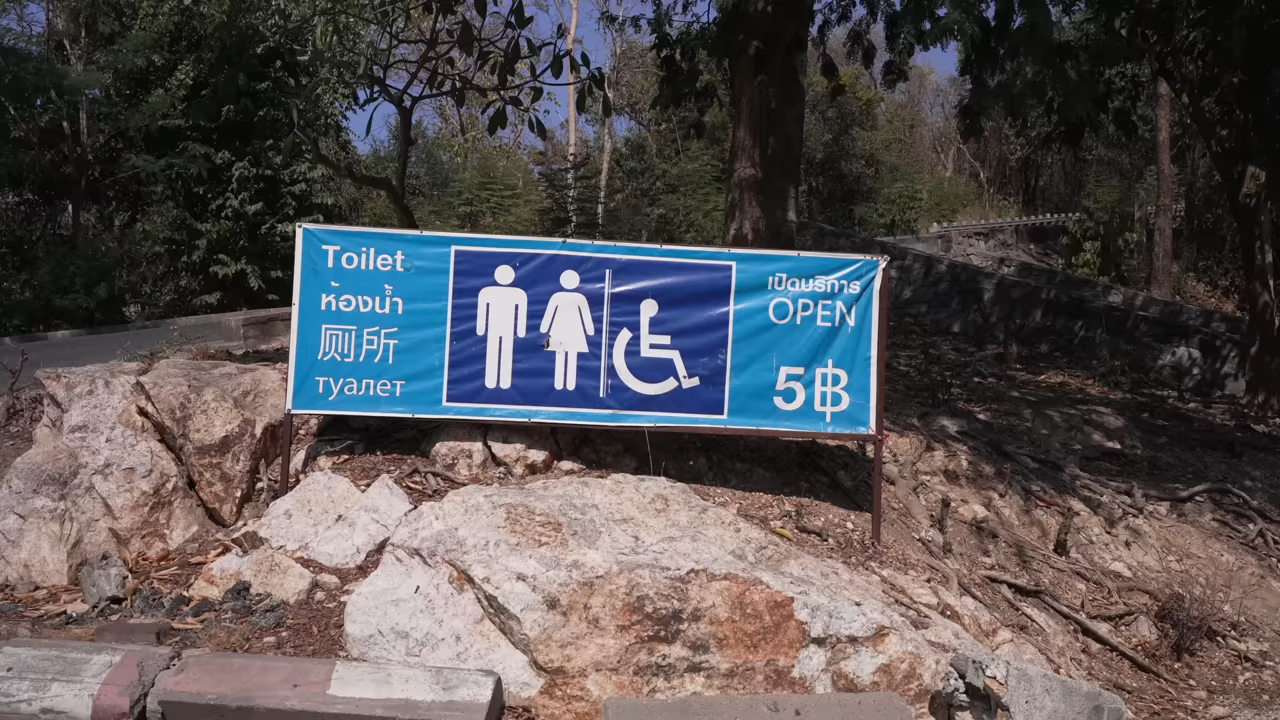 Toilet
ห้องน้ำ
厕所
туалет
เปิดบริการ
OPEN
5฿